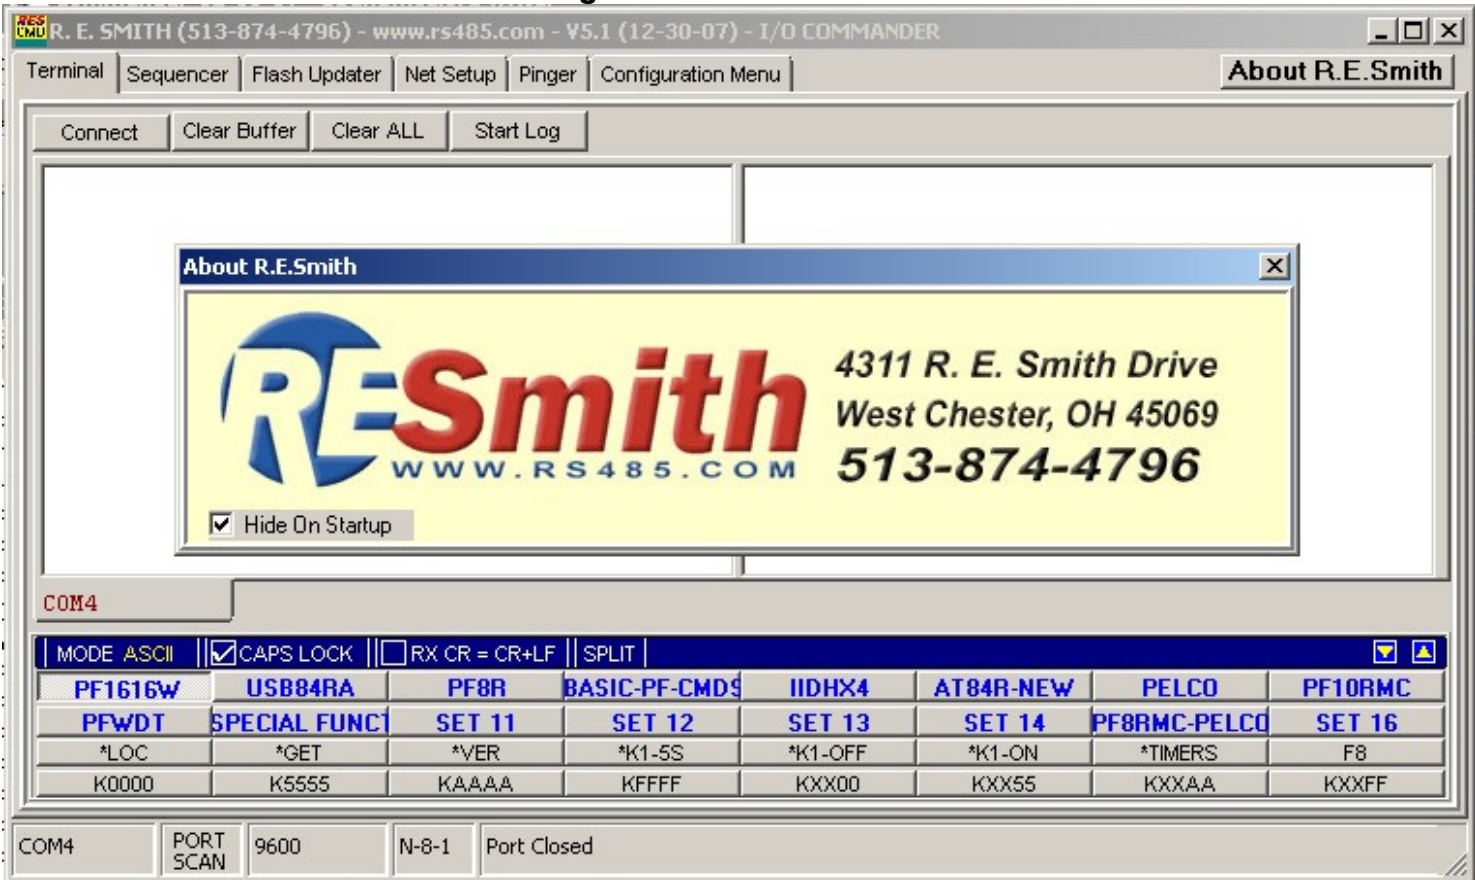 RES
CMD R. E. SMITH (513-874-4796) - www.rs485.com - V5.1 (12-30-07) - I/O COMMANDER
Terminal Sequencer Flash Updater Net Setup Pinger Configuration Menu About R.E.Smith
Connect Clear Buffer Clear ALL Start Log
About R.E.Smith
RESmith
WWW.RS485.COM
4311 R. E. Smith Drive
West Chester, OH 45069
513-874-4796
Hide On Startup
COM4
MODE ASCII CAPS LOCK RX CR = CR+LF SPLIT
PF1616W USB84RA PF8R BASIC-PF-CMDS IIDHX4 AT84R-NEW PELCO PF10RMC
PFWDT SPECIAL FUNCT SET 11 SET 12 SET 13 SET 14 PF8RMC-PELCO SET 16
*LOC *GET *VER *K1-5S *K1-OFF *K1-ON *TIMERS F8
K0000 K5555 KAAAA KFFFF KXX00 KXX55 KXXAA KXXFF
COM4 PORT SCAN 9600 N-8-1 Port Closed